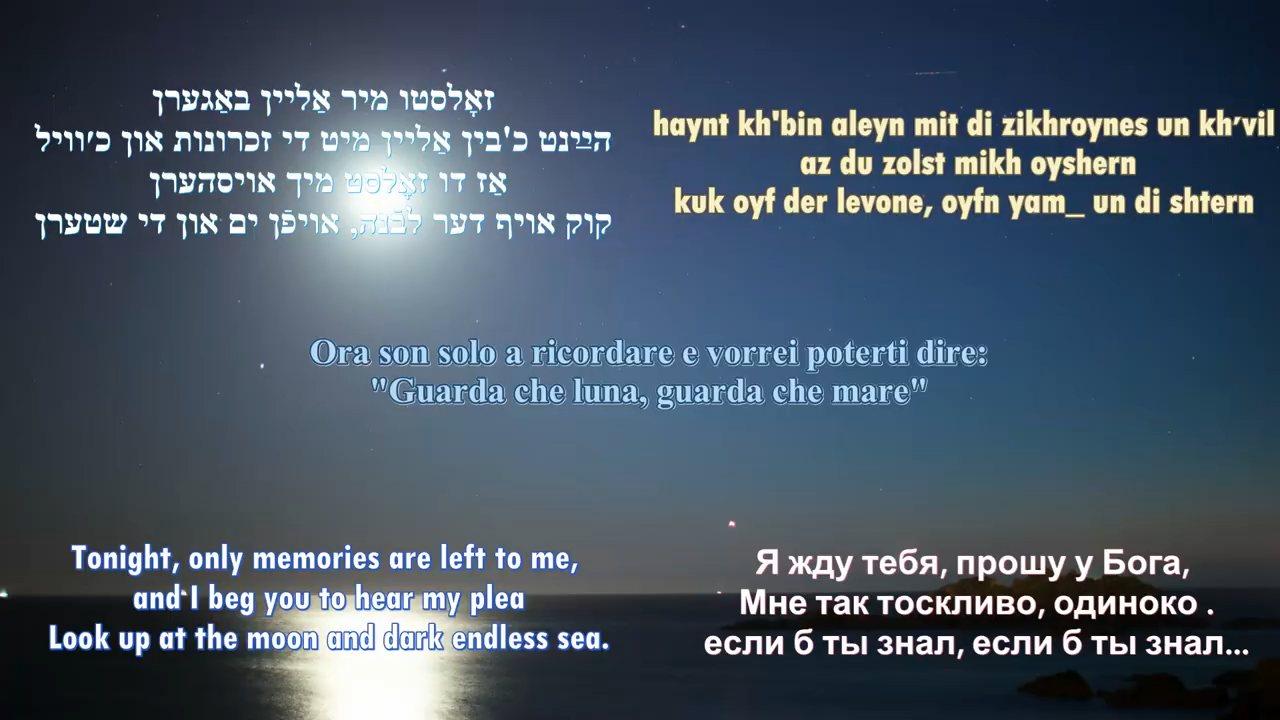 זאָלסטו מיר אַליין באַגערן
הײַנט כ'בין אַליין מיט די זכרונות און כ׳וויל
אַז דו זאָלסט מיך אויסהערן
קוק אויף דער לבֿנה, אויפֿן ים און די שטערן
haynt kh'bin aleyn mit di zikhroynes un kh׳vil
az du zolst mikh oyshern
kuk oyf der levone, oyfn yam_ un di shtern
Ora son solo a ricordare e vorrei poterti dire:
"Guarda che luna, guarda che mare"
Tonight, only memories are left to me,
and I beg you to hear my plea
Look up at the moon and dark endless sea.
Я жду тебя, прошу у Бога,
Мне так тоскливо, одиноко .
если б ты знал, если б ты знал...